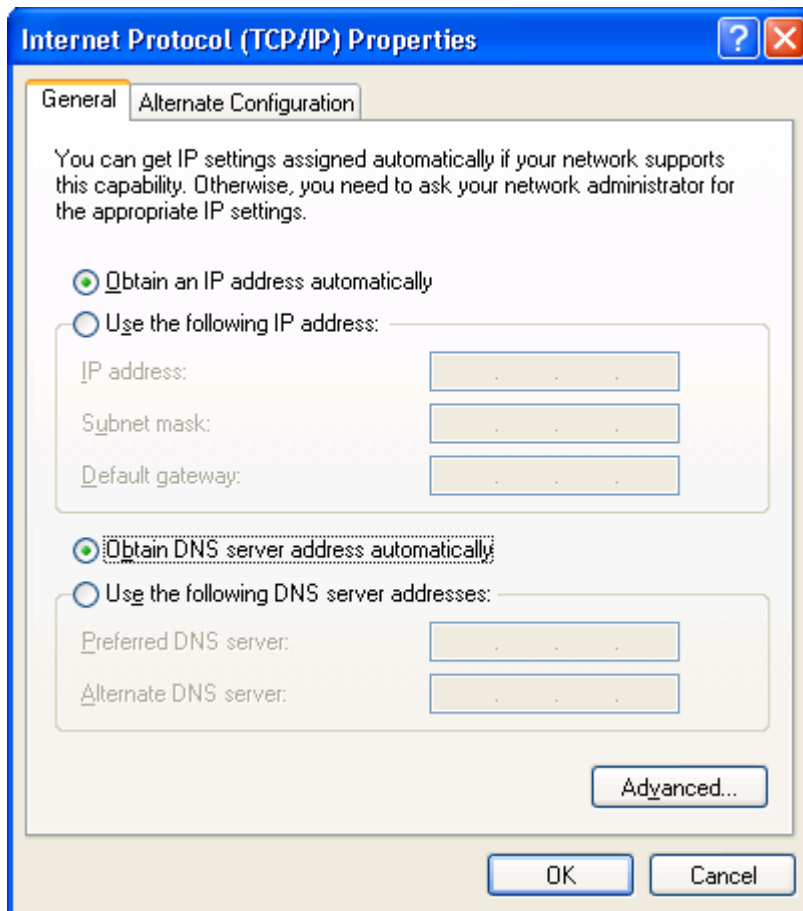 Internet Protocol (TCP/IP) Properties
General
Alternate Configuration
You can get IP settings assigned automatically if your network supports
this capability. Otherwise, you need to ask your network administrator for
the appropriate IP settings.
Obtain an IP address automatically
Use the following IP address:
IP address:
Subnet mask:
Default gateway:
Obtain DNS server address automatically
Use the following DNS server addresses:
Preferred DNS server:
Alternate DNS server:
Advanced...
OK
Cancel